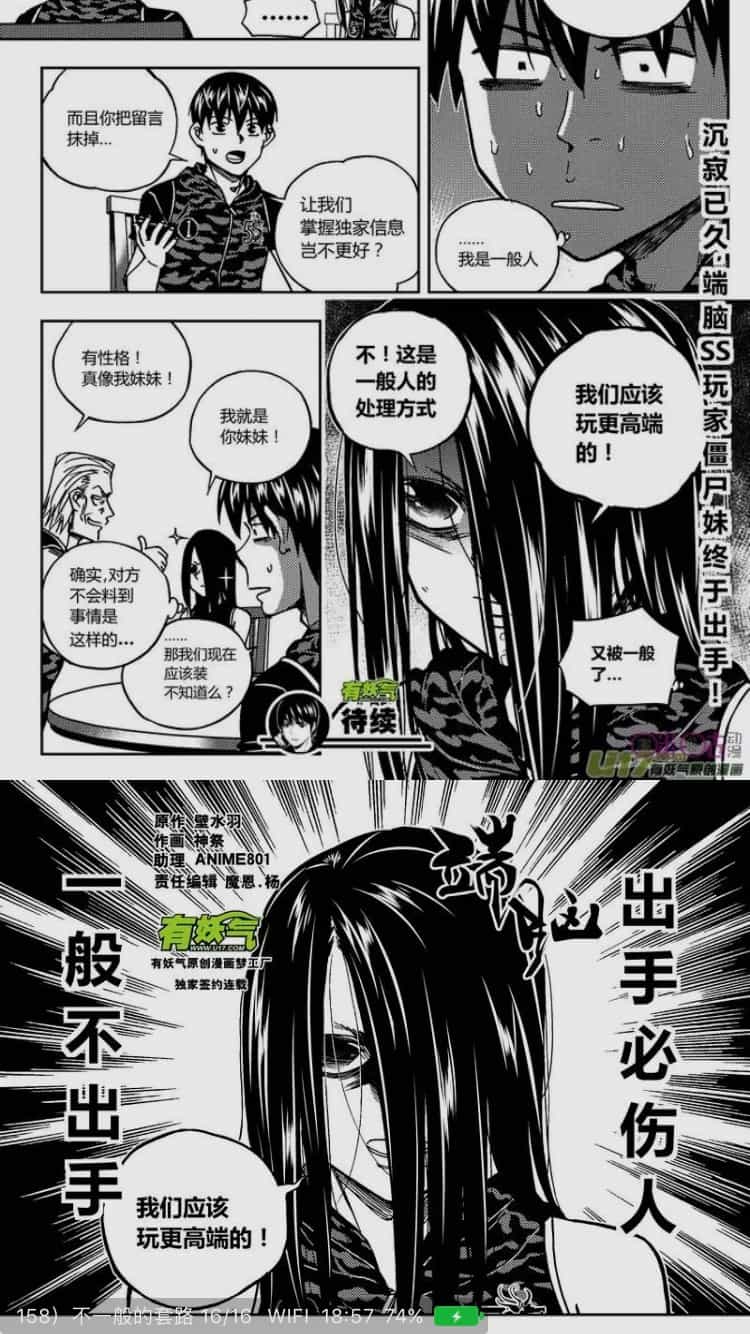 ......
而且你把留言
抹掉...
让我们
掌握独家信息
岂不更好？
......
我是一般人
沉寂已久·端脑SS玩家僵尸妹终于出手！
有性格！
真像我妹妹！
我就是
你妹妹！
不！这是
一般人的
处理方式
我们应该
玩更高端
的！
确实,对方
不会料到
事情是
这样的...
......
那我们现在
应该装
不知道么？
又被一般
了...
有妖气
待续
U17
有妖气原创漫画
原作 壁水羽
作画 神祭
助理 ANIME801
责任编辑 魔恩.杨
有妖气
WWW.U17.COM
有妖气原创漫画梦工厂
独家签约连载
端脑
出手必伤人
一般不出手
我们应该
玩更高端的！
158）不一般的套路 16/16 WIFI 18:57 74%